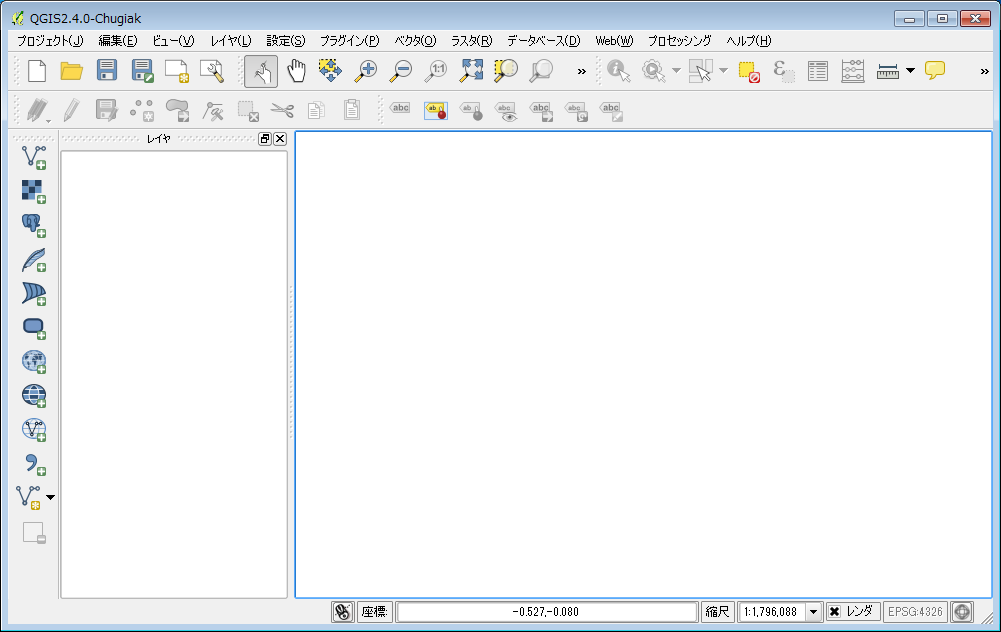 QGIS2.4.0-Chugiak
プロジェクト(J) 編集(E) ビュー(V) レイヤ(L) 設定(S) プラグイン(P) ベクタ(O) ラスタ(R) データベース(D) Web(W) プロセッシング ヘルプ(H)
1:1 » ε »
abc ab abc abc abc abc
レイヤ
座標: -0.527,-0.080 縮尺 1:1,796,088 レンダ EPSG:4326